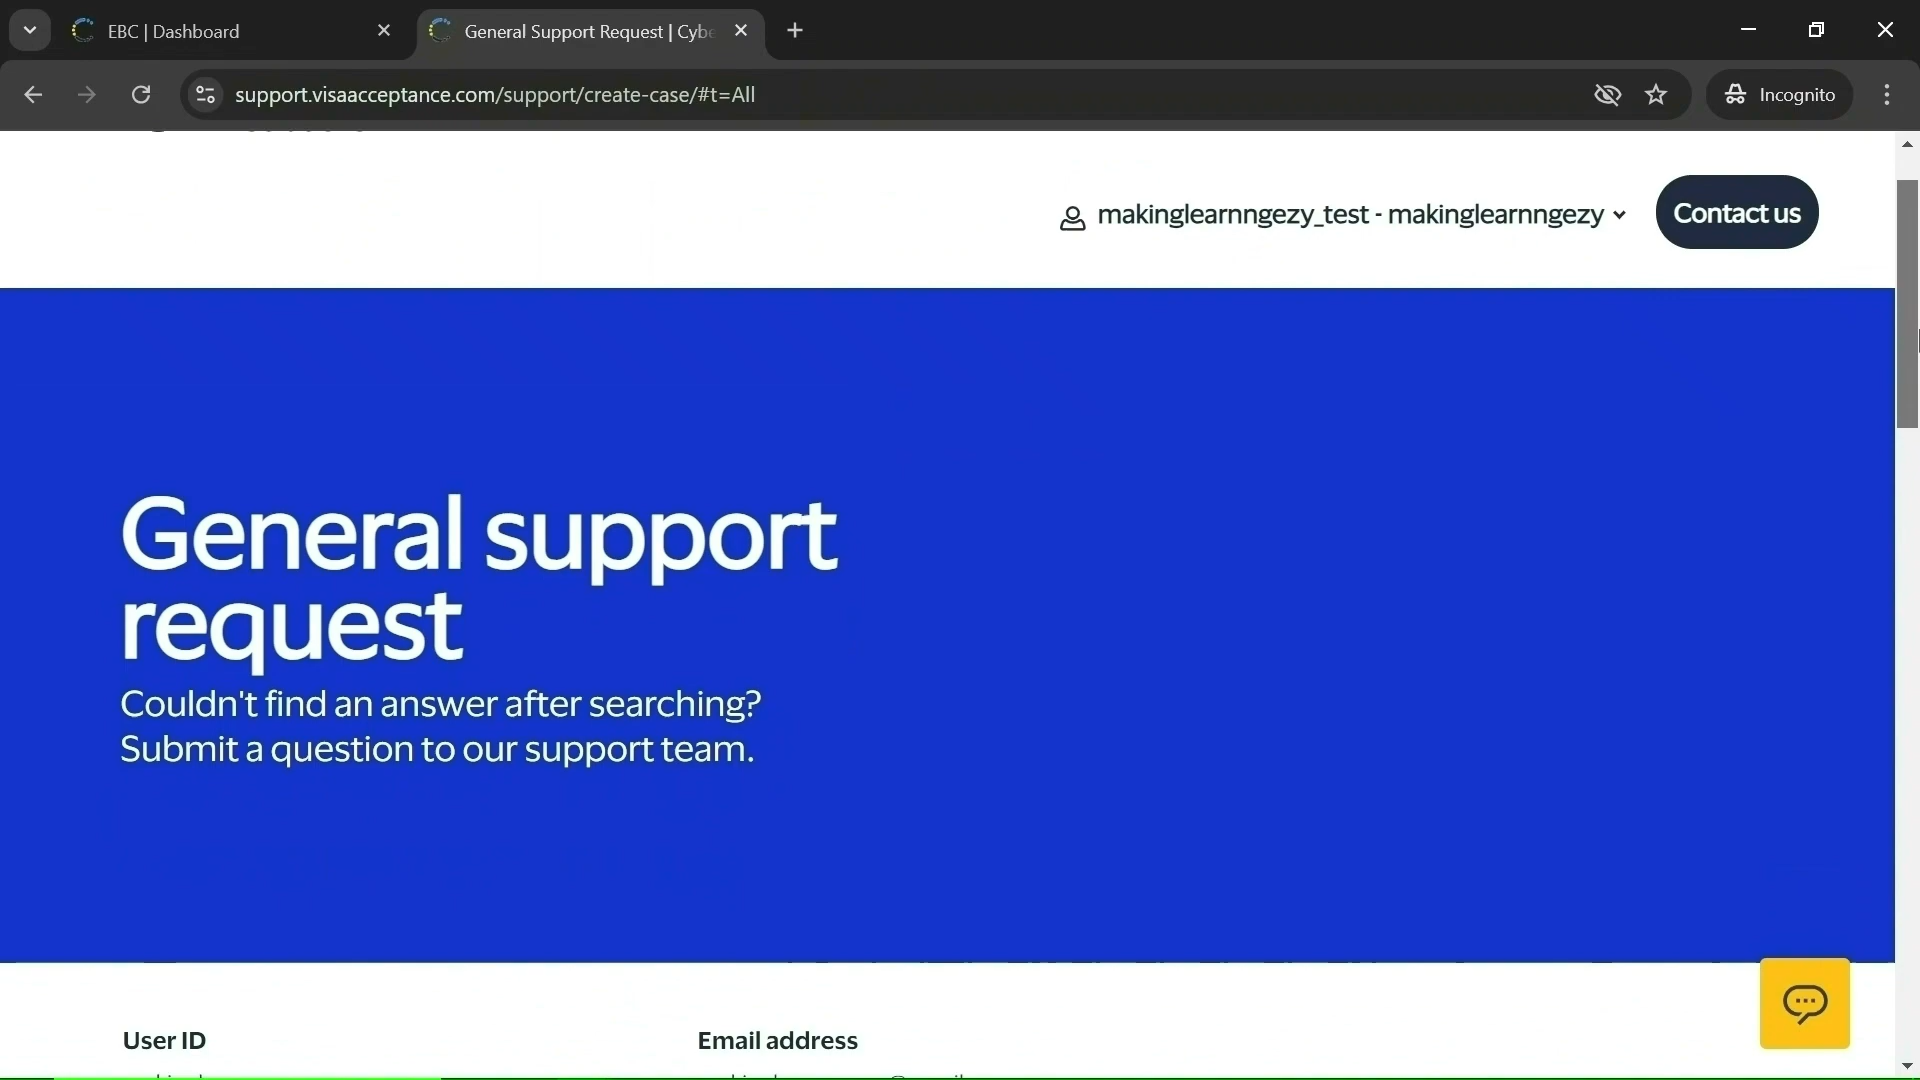 EBC | Dashboard
General Support Request | Cybe
support.visaacceptance.com/support/create-case/#t=All
Incognito
makinglearnngezy_test - makinglearnngezy
Contact us
General support
request
Couldn't find an answer after searching?
Submit a question to our support team.
User ID
Email address